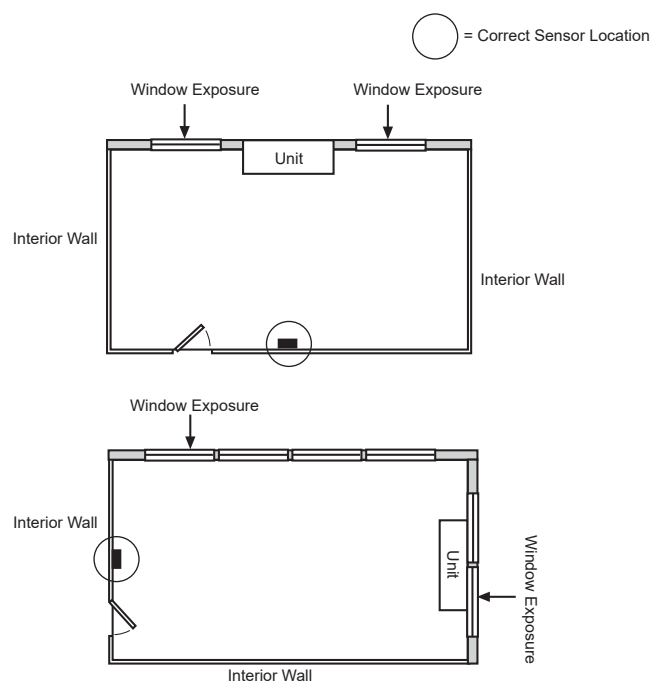 = Correct Sensor Location
Window Exposure
Window Exposure
Unit
Interior Wall
Interior Wall
Window Exposure
Interior Wall
Unit
Window Exposure
Interior Wall